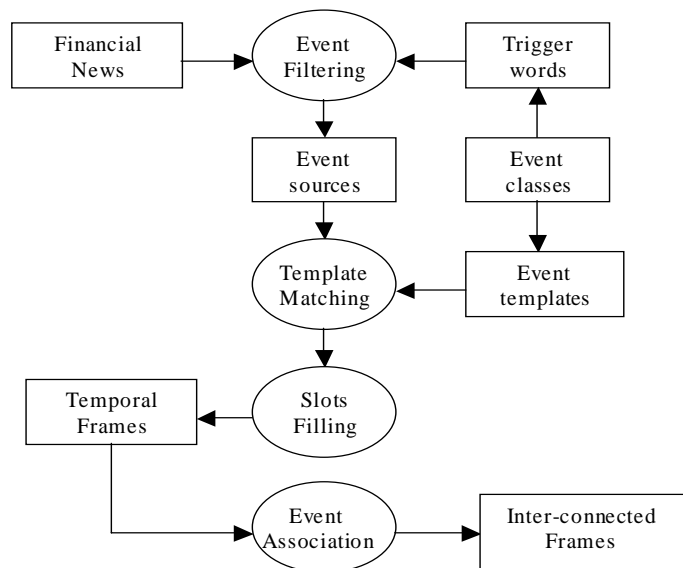 Financial
News
Event
Filtering
Trigger
words
Event
sources
Event
classes
Template
Matching
Event
templates
Temporal
Frames
Slots
Filling
Event
Association
Inter-connected
Frames